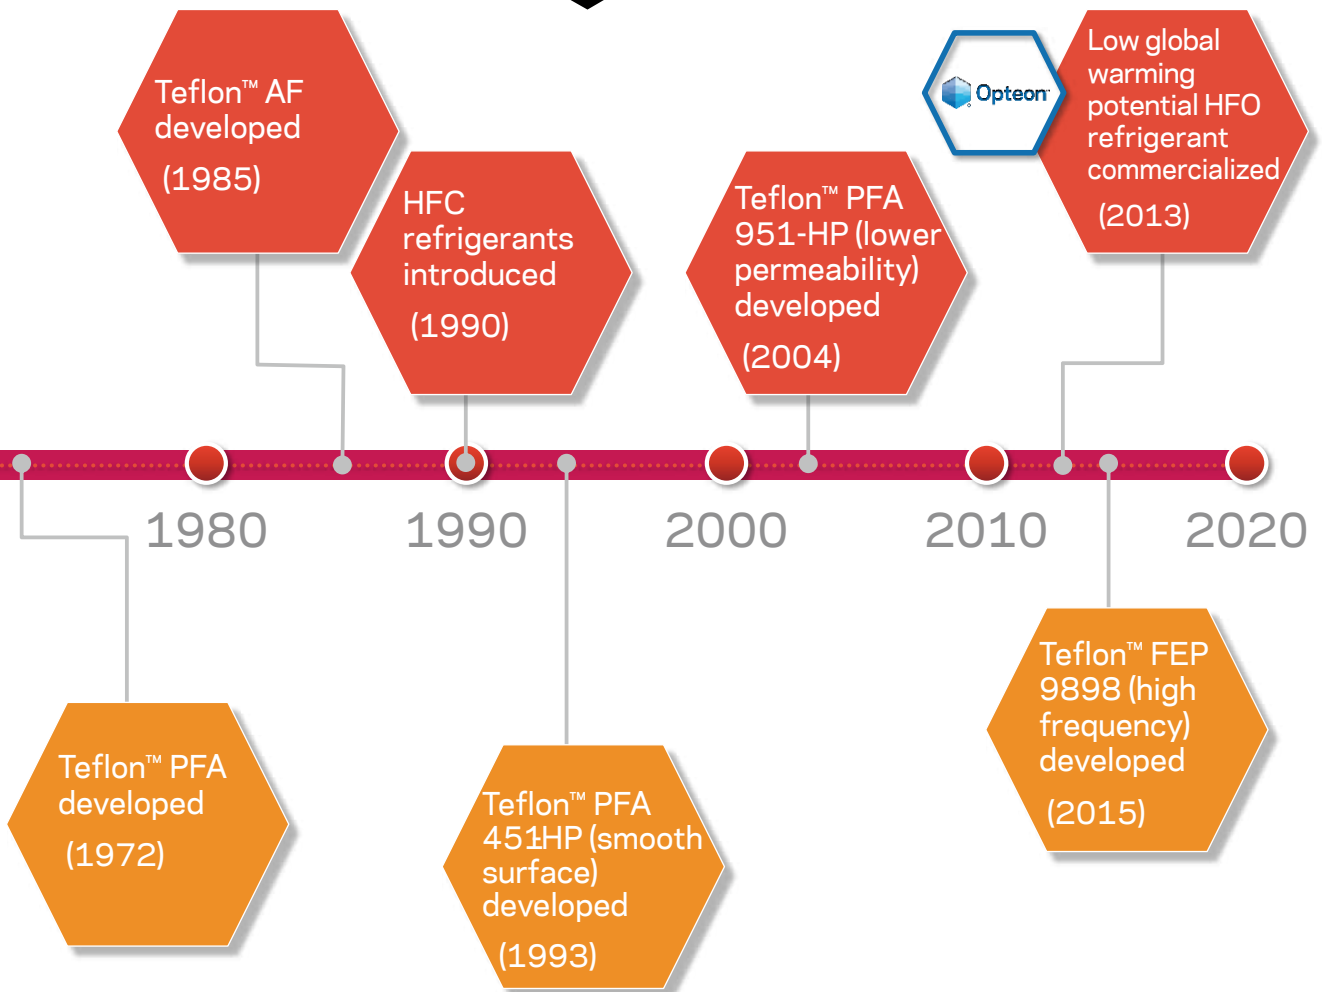 Teflon™ AF
developed
(1985)
HFC
refrigerants
introduced
(1990)
Teflon™ PFA
951-HP (lower
permeability)
developed
(2004)
Opteon™
Low global
warming
potential HFO
refrigerant
commercialized
(2013)
1980
1990
2000
2010
2020
Teflon™ PFA
developed
(1972)
Teflon™ PFA
451HP (smooth
surface)
developed
(1993)
Teflon™ FEP
9898 (high
frequency)
developed
(2015)